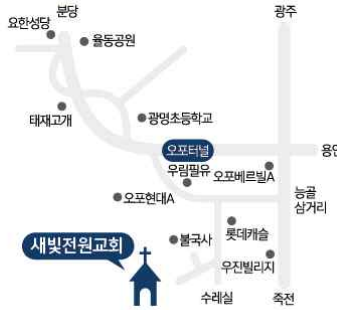 분당
광주
요한성당
율동공원
태재고개
광명초등학교
오포터널
용인
우림필유
오포베르빌A
능골
삼거리
오포현대A
롯데캐슬
불국사
새빛전원교회
우진빌리지
수레실
죽전